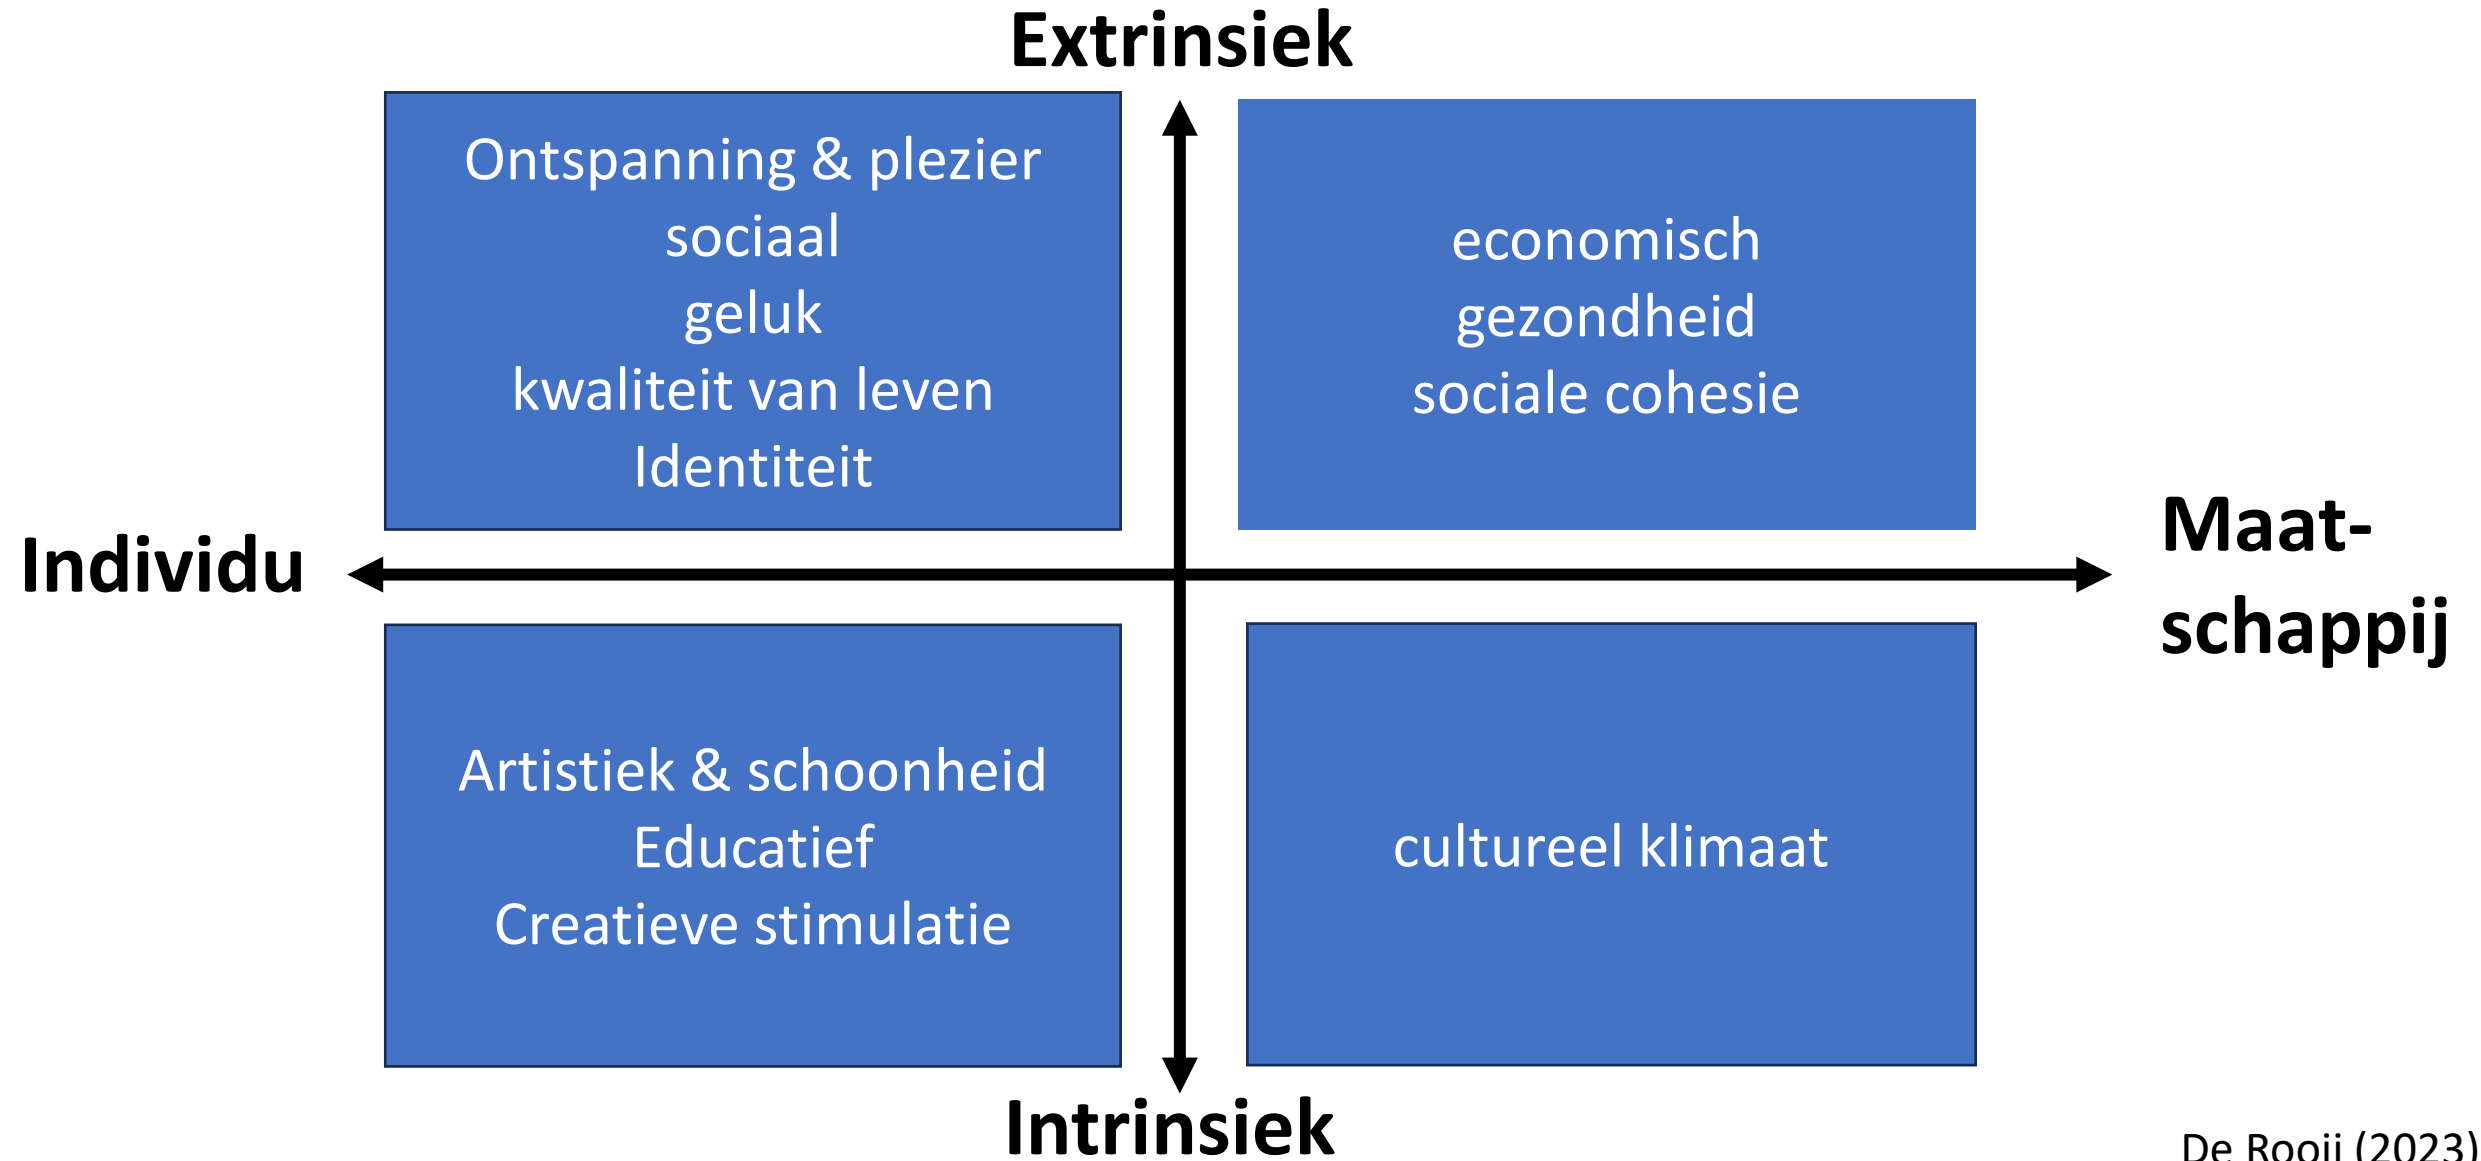 Extrinsiek
Ontspanning & plezier
sociaal
geluk
kwaliteit van leven
Identiteit
economisch
gezondheid
sociale cohesie
Individu
Maat-
schappij
Artistiek & schoonheid
Educatief
Creatieve stimulatie
cultureel klimaat
Intrinsiek
De Rooij (2023)